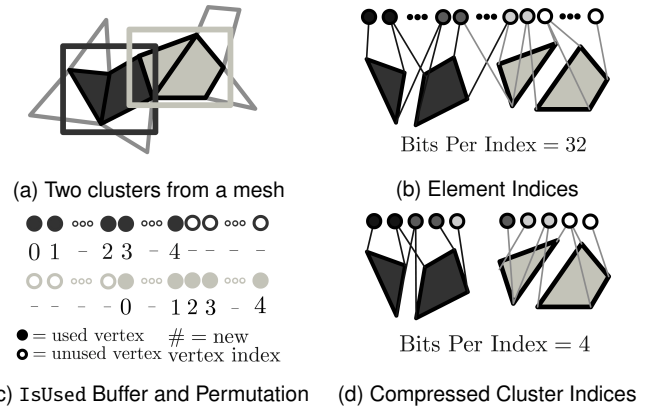 (a) Two clusters from a mesh
Bits Per Index = 32
(b) Element Indices
0 1 - 2 3 - 4 - - - -
- - - - 0 - 1 2 3 - 4
= used vertex # = new
= unused vertex vertex index
c) IsUsed Buffer and Permutation
Bits Per Index = 4
(d) Compressed Cluster Indices